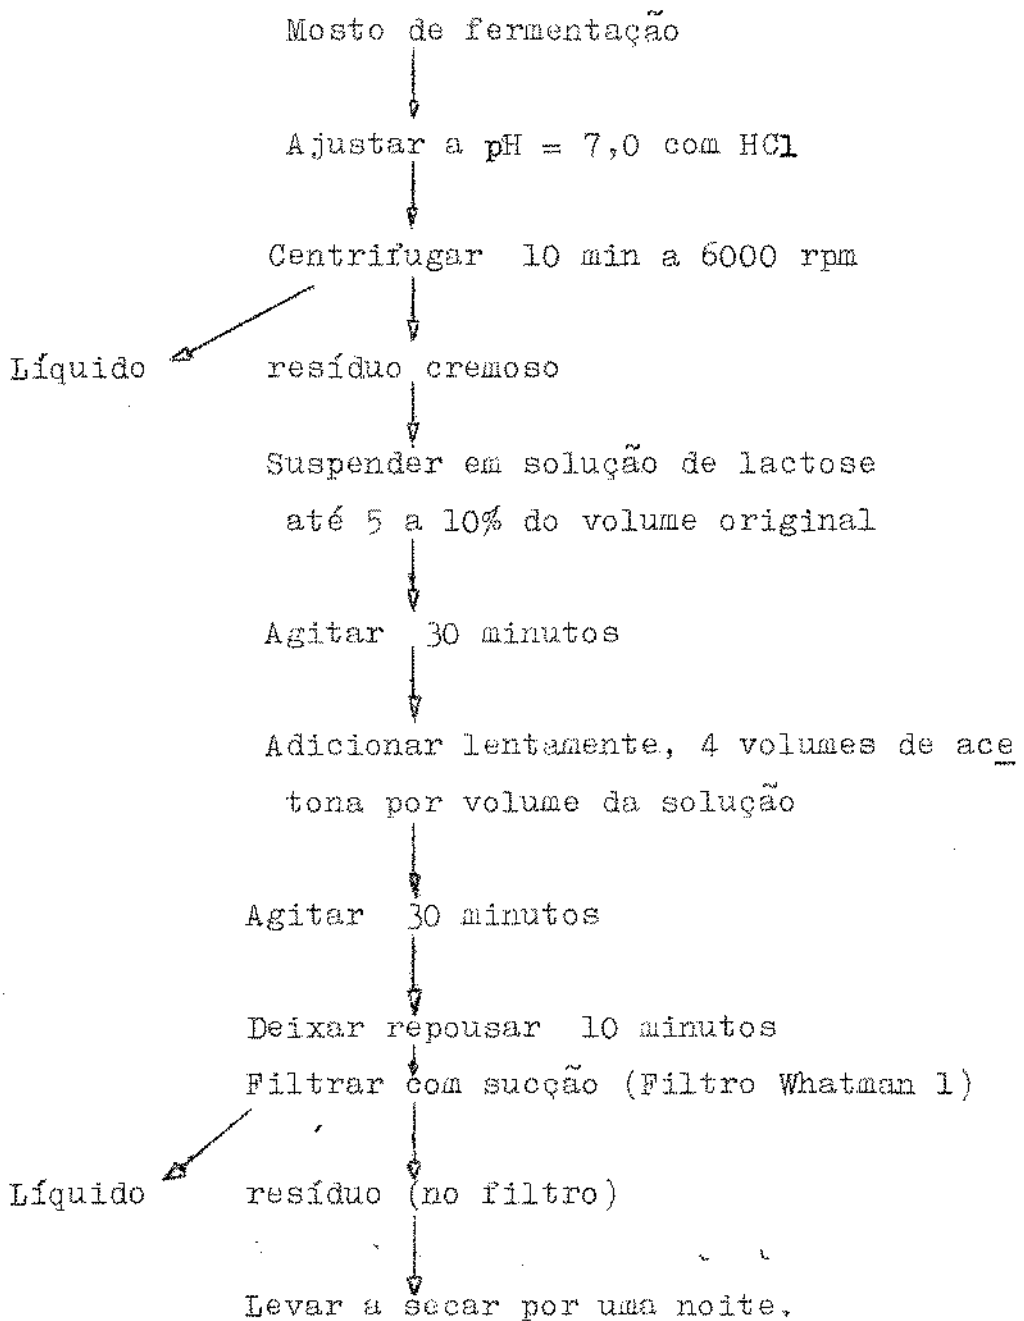 Mosto de fermentação
Ajustar a pH = 7,0 com HCl
Centrifugar 10 min a 6000 rpm
Líquido resíduo cremoso
Suspender em solução de lactose
até 5 a 10% do volume original
Agitar 30 minutos
Adicionar lentamente, 4 volumes de ace
tona por volume da solução
Agitar 30 minutos
Deixar repousar 10 minutos
Filtrar com sucção (Filtro Whatman 1)
Líquido resíduo (no filtro)
Levar a secar por uma noite.